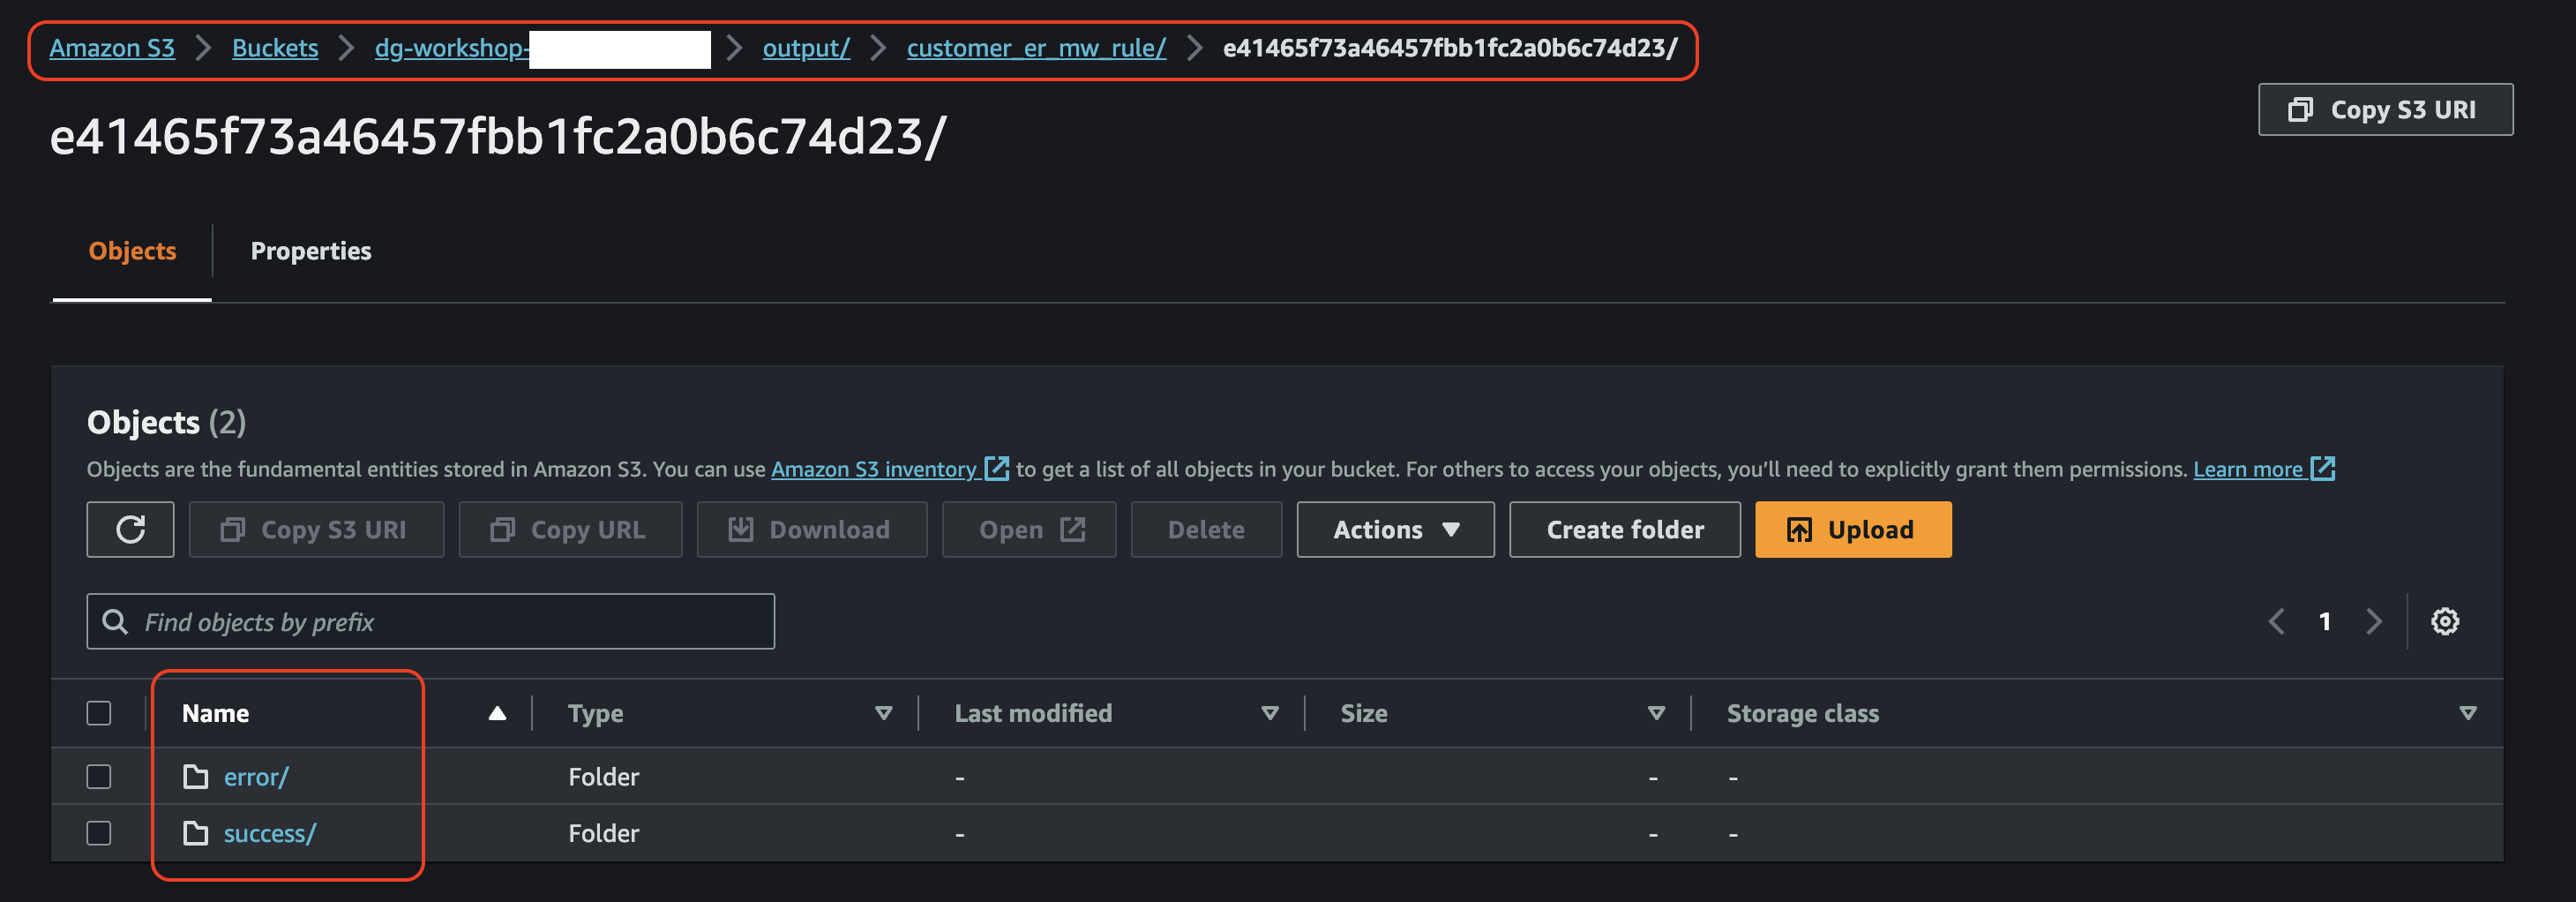 Amazon S3 > Buckets > dg-workshop- > output/ > customer_er_mw_rule/ > e41465f73a46457fbb1fc2a0b6c74d23/
Copy S3 URI
e41465f73a46457fbb1fc2a0b6c74d23/
Objects Properties
Objects (2)
Objects are the fundamental entities stored in Amazon S3. You can use Amazon S3 inventory to get a list of all objects in your bucket. For others to access your objects, you'll need to explicitly grant them permissions. Learn more
Copy S3 URI Copy URL Download Open Delete Actions Create folder Upload
Find objects by prefix 1
Name Type Last modified Size Storage class
error/ Folder - - -
success/ Folder - - -